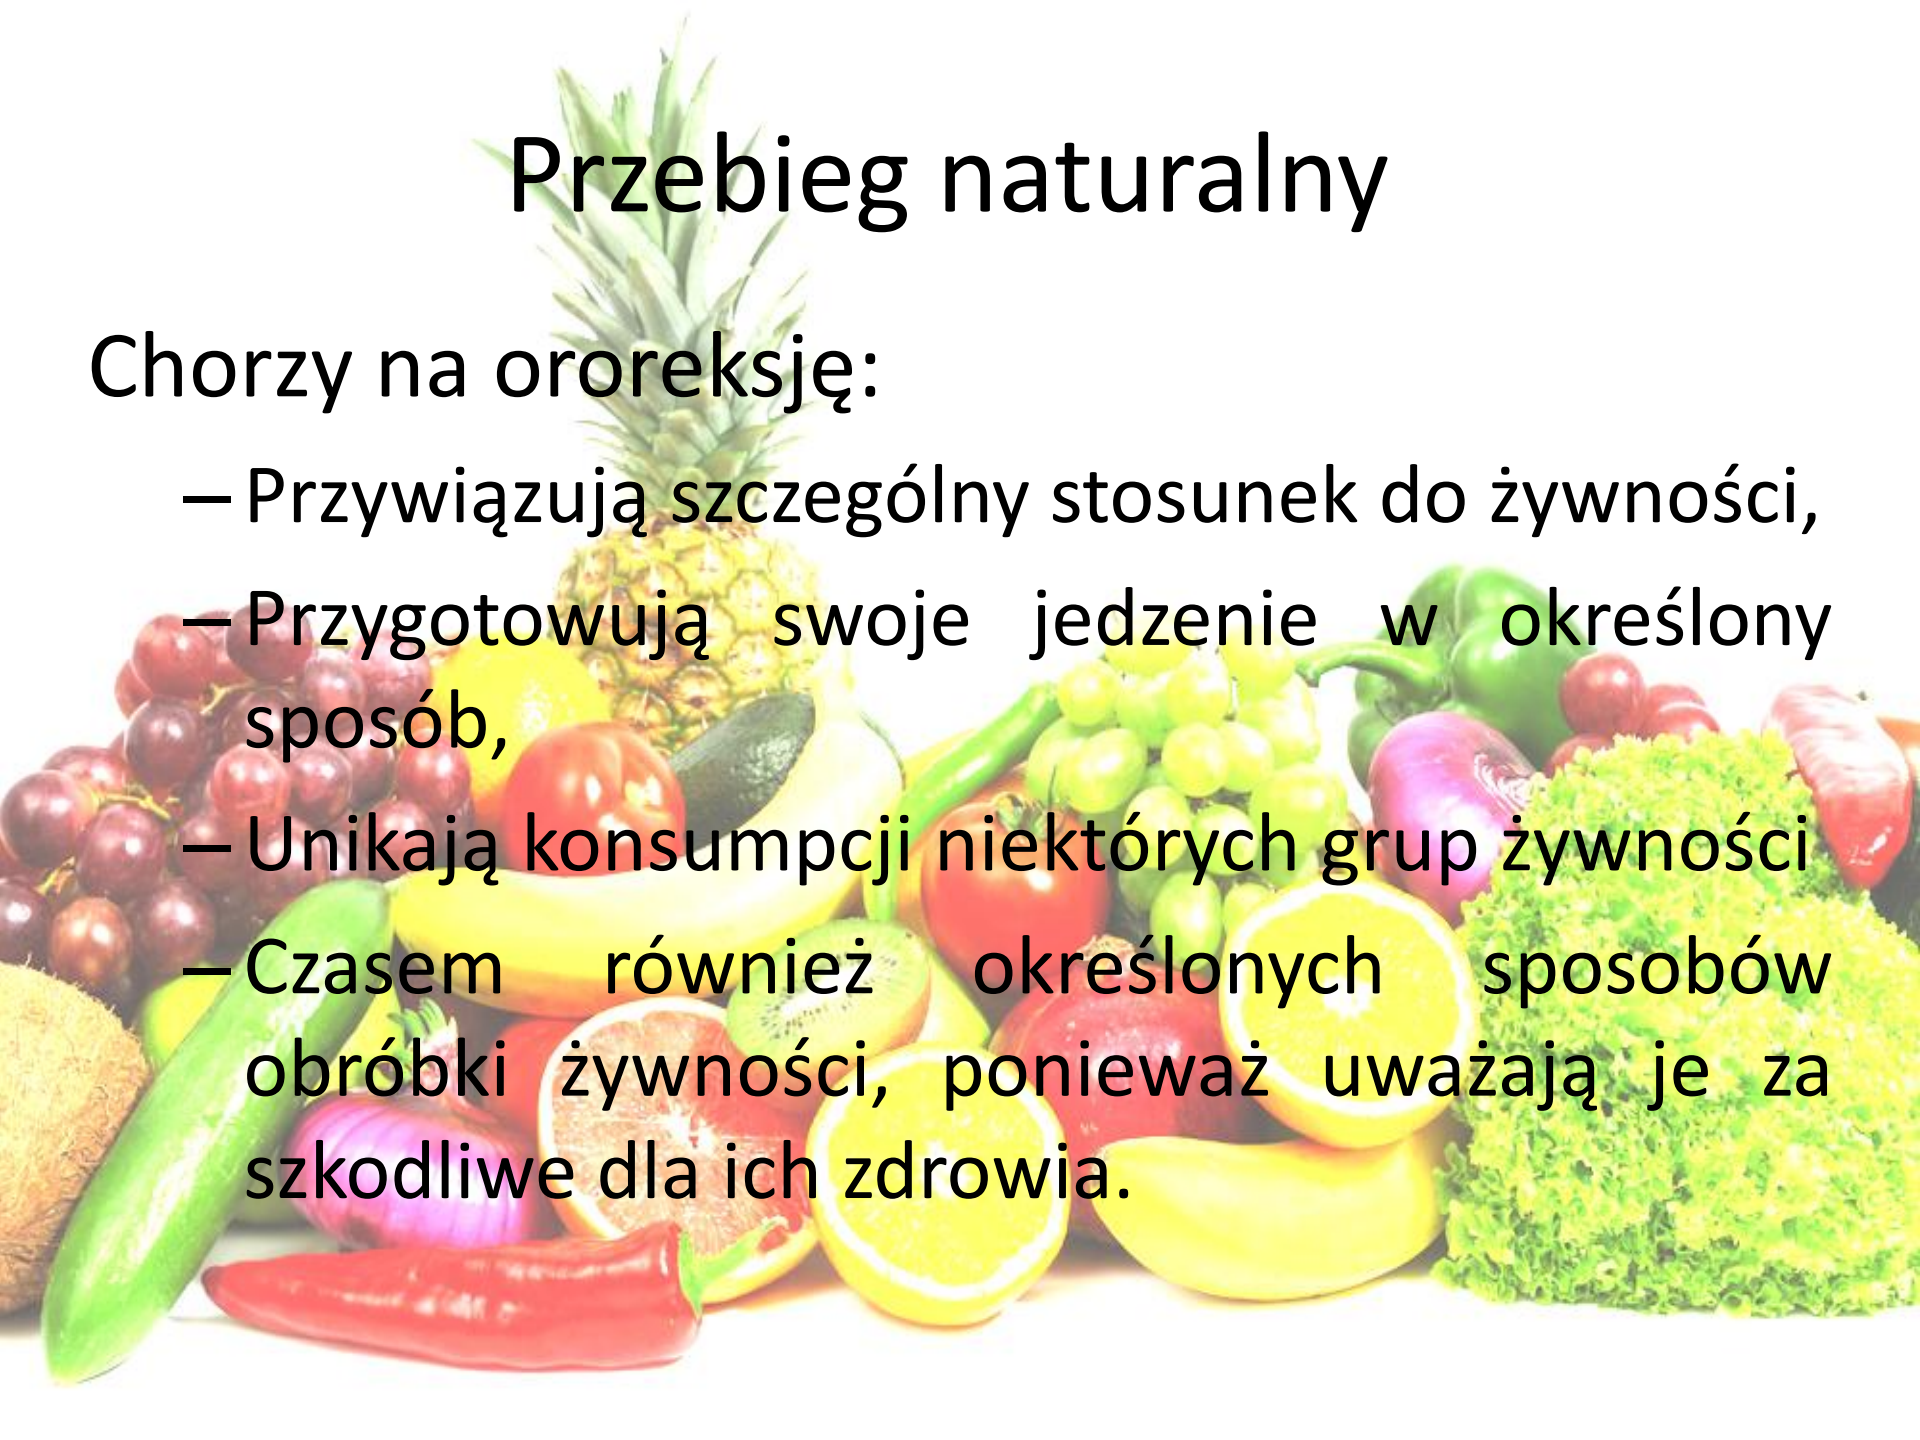 Przebieg naturalny
Chorzy na ororeksję:
– Przywiązują szczególny stosunek do żywności,
– Przygotowują swoje jedzenie w określony
sposób,
– Unikają konsumpcji niektórych grup żywności
– Czasem również określonych sposobów
obróbki żywności, ponieważ uważają je za
szkodliwe dla ich zdrowia.